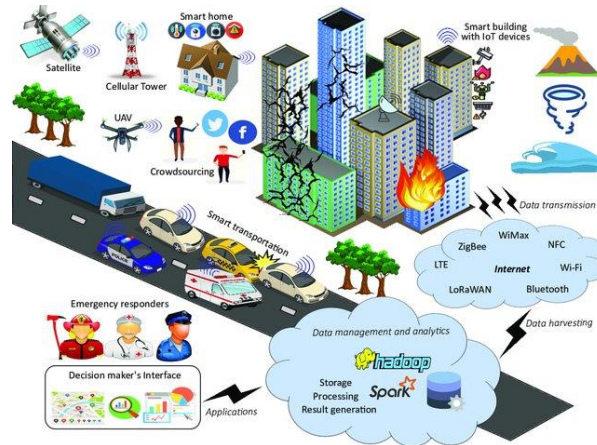 Smart home
Smart building
with IoT devices
Satellite
Cellular Tower
UAV
Crowdsourcing
Smart transportation
POLICE
Data transmission
WiMax
ZigBee
NFC
LTE
Internet
Wi-Fi
LoRaWAN
Bluetooth
Data harvesting
Emergency responders
Data management and analytics
hadoop
Storage
Spark
Processing
Result generation
Decision maker's Interface
Applications